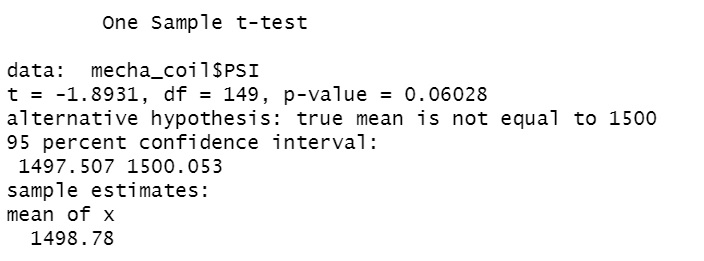 One Sample t-test
data: mecha_coil$PSI
t = -1.8931, df = 149, p-value = 0.06028
alternative hypothesis: true mean is not equal to 1500
95 percent confidence interval:
1497.507 1500.053
sample estimates:
mean of x
1498.78